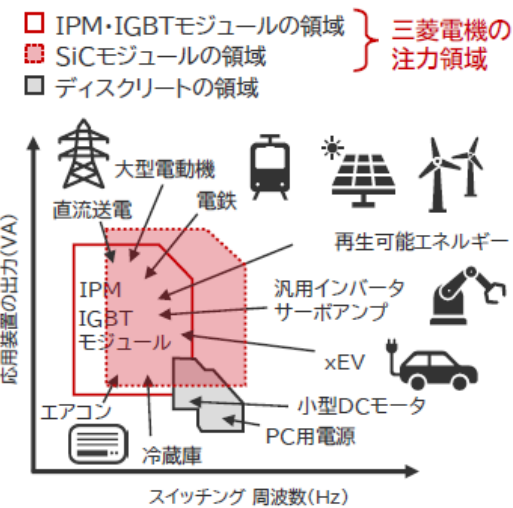 IPM・IGBTモジュールの領域
SiCモジュールの領域
ディスクリートの領域
三菱電機の
注力領域
大型電動機
直流送電
電鉄
再生可能エネルギー
汎用インバータ
サーボアンプ
IPM
IGBT
モジュール
xEV
エアコン
小型DCモータ
PC用電源
冷蔵庫
応用装置の出力(VA)
スイッチング 周波数(Hz)